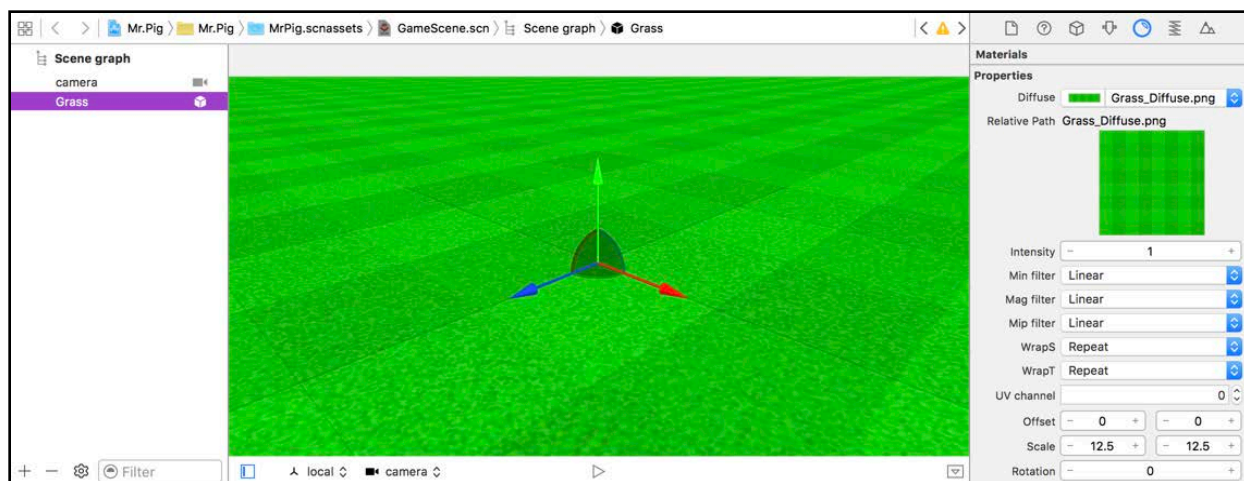 Mr.Pig Mr.Pig MrPig.scnassets GameScene.scn Scene graph Grass
Scene graph
camera
Grass
+ − Filter
local camera
Materials
Properties
Diffuse Grass_Diffuse.png
Relative Path Grass_Diffuse.png
Intensity − 1 +
Min filter Linear
Mag filter Linear
Mip filter Linear
WrapS Repeat
WrapT Repeat
UV channel 0
Offset − 0 + − 0 +
Scale − 12.5 + − 12.5 +
Rotation − 0 +